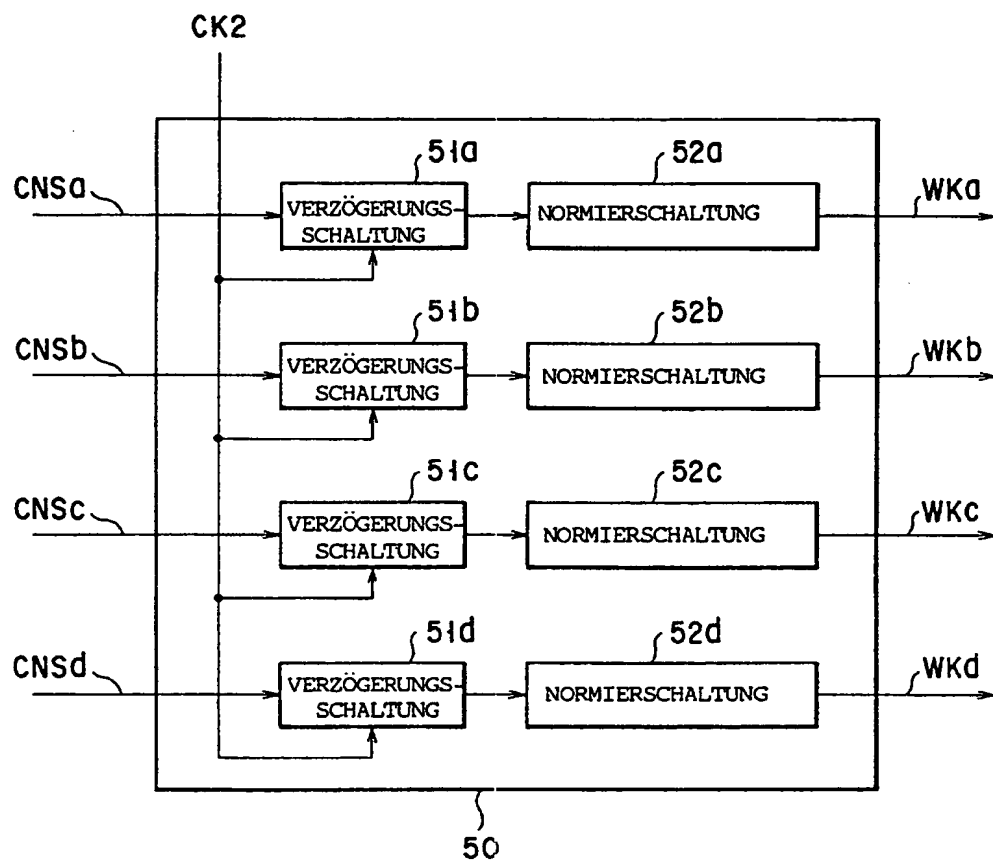 CK2
51a
52a
CNSa
VERZÖGERUNGS-
SCHALTUNG
NORMIERSCHALTUNG
WKa
51b
52b
CNSb
VERZÖGERUNGS-
SCHALTUNG
NORMIERSCHALTUNG
WKb
51c
52c
CNSc
VERZÖGERUNGS-
SCHALTUNG
NORMIERSCHALTUNG
WKc
51d
52d
CNSd
VERZÖGERUNGS-
SCHALTUNG
NORMIERSCHALTUNG
WKd
50